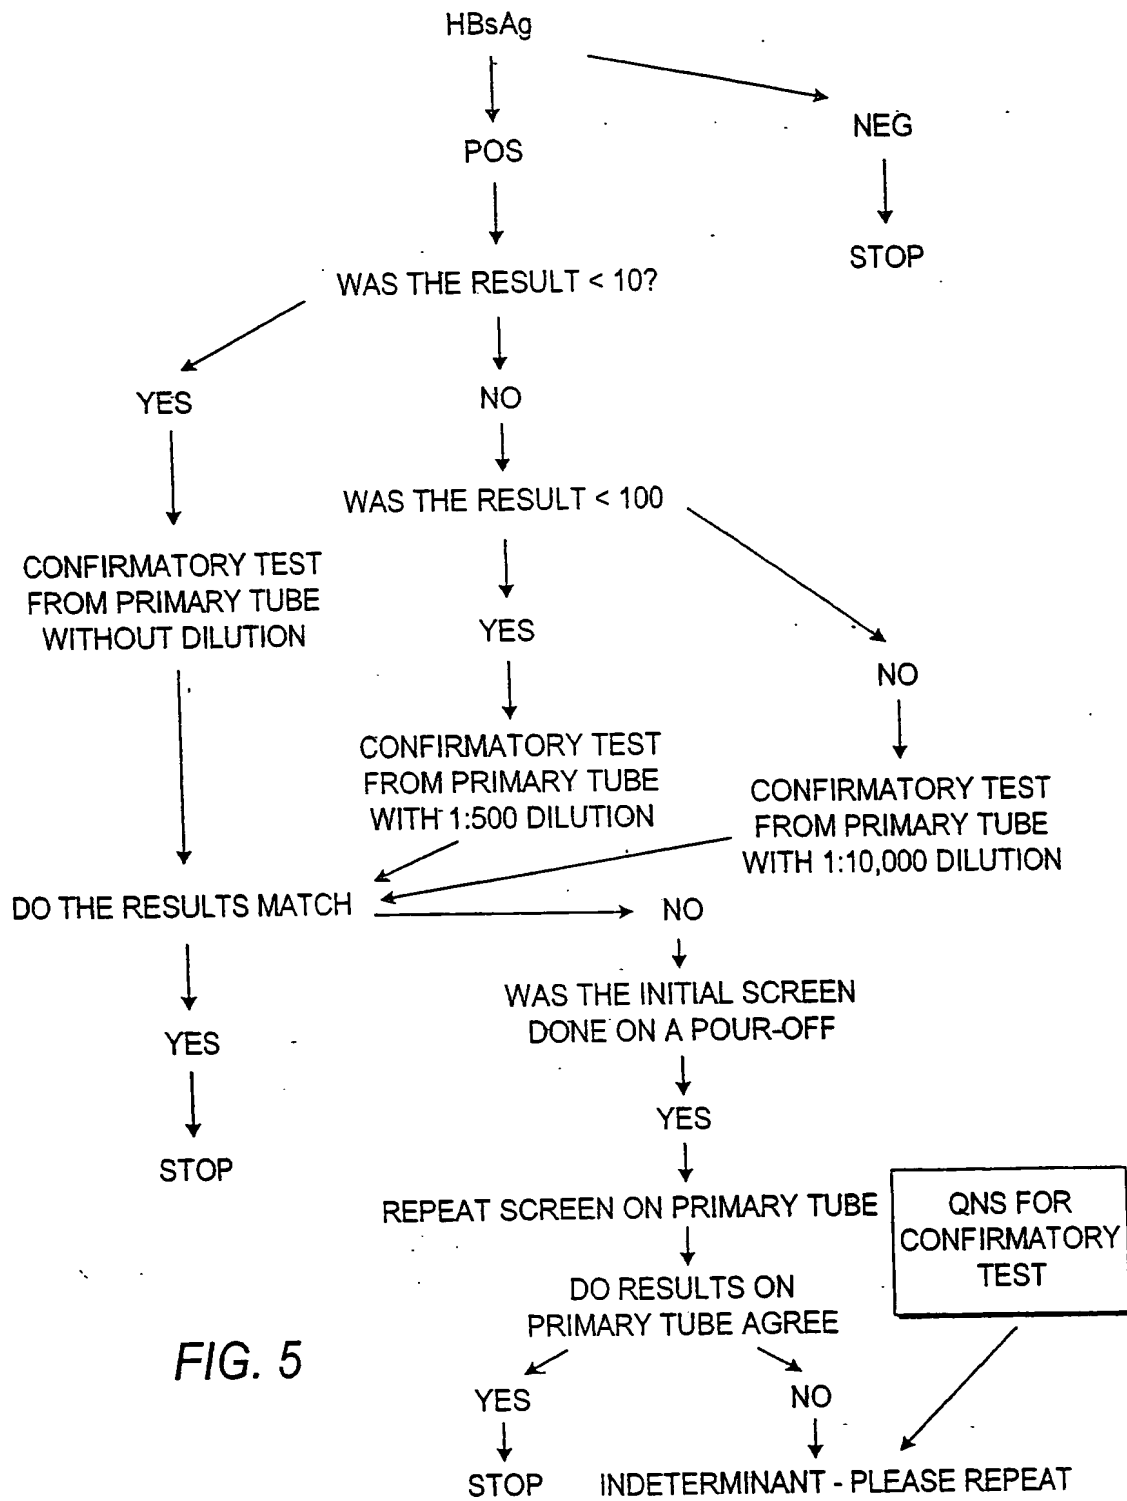 HBsAg
POS
NEG
STOP
WAS THE RESULT < 10?
YES
NO
WAS THE RESULT < 100
CONFIRMATORY TEST
FROM PRIMARY TUBE
WITHOUT DILUTION
YES
NO
CONFIRMATORY TEST
FROM PRIMARY TUBE
WITH 1:500 DILUTION
CONFIRMATORY TEST
FROM PRIMARY TUBE
WITH 1:10,000 DILUTION
DO THE RESULTS MATCH
NO
WAS THE INITIAL SCREEN
DONE ON A POUR-OFF
YES
YES
STOP
REPEAT SCREEN ON PRIMARY TUBE
QNS FOR
CONFIRMATORY
TEST
DO RESULTS ON
PRIMARY TUBE AGREE
FIG. 5
YES
NO
STOP
INDETERMINANT - PLEASE REPEAT